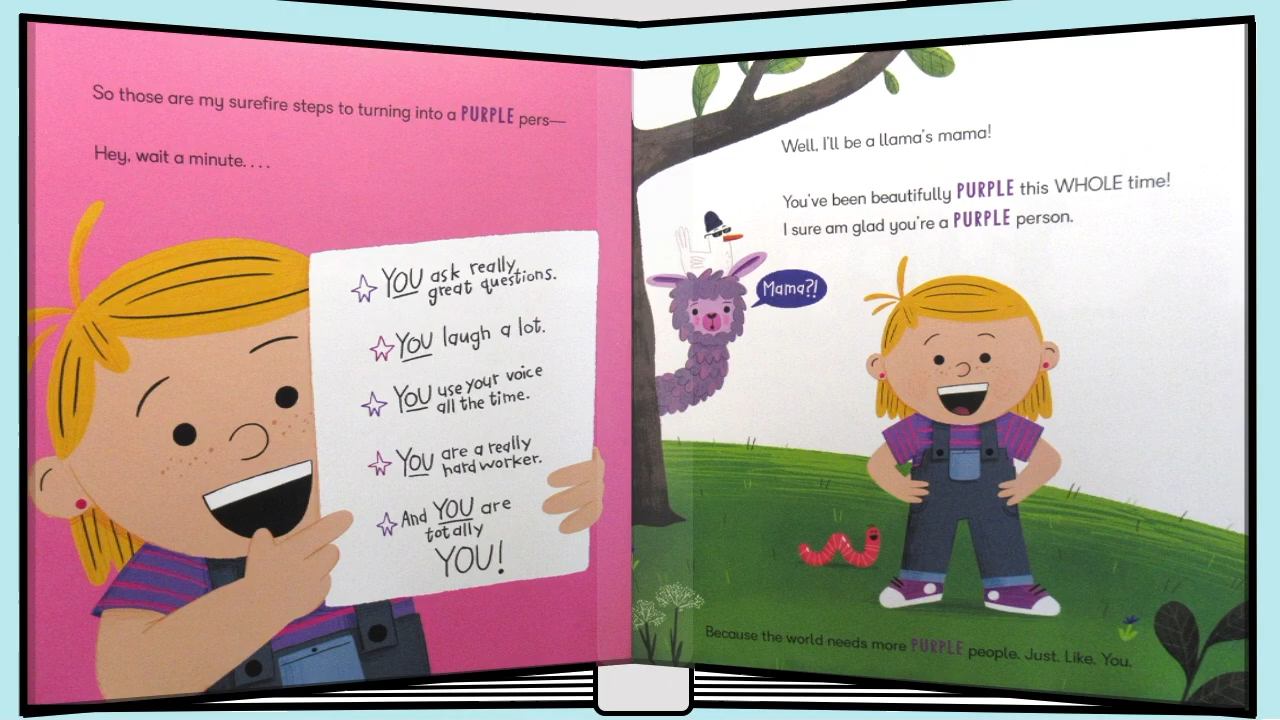 So those are my surefire steps to turning into a PURPLE pers—
Hey, wait a minute. . . .
YOU ask really
great questions.
YOU laugh a lot.
YOU use your voice
all the time.
YOU are a really
hard worker.
And YOU are
totally
YOU!
Well, I'll be a llama's mama!
You've been beautifully PURPLE this WHOLE time!
I sure am glad you're a PURPLE person.
Mama?!
Because the world needs more PURPLE people. Just. Like. You.